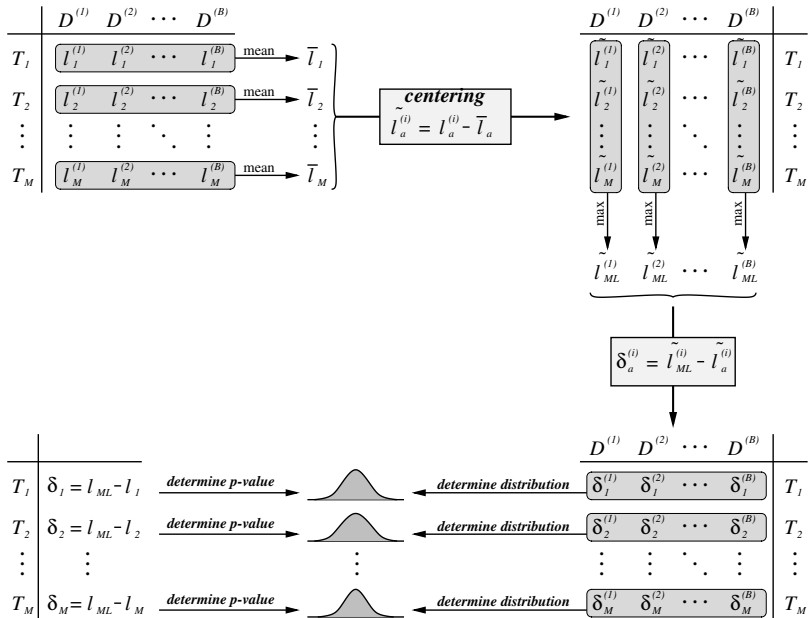 D^(1) D^(2) ⋯ D^(B)
T_1 l_1^(1) l_1^(2) ⋯ l_1^(B) mean l̅_1
T_2 l_2^(1) l_2^(2) ⋯ l_2^(B) mean l̅_2
⋮ ⋮ ⋮ ⋱ ⋮ ⋮
T_M l_M^(1) l_M^(2) ⋯ l_M^(B) mean l̅_M
centering
l̃_a^(i) = l_a^(i) - l̅_a
D^(1) D^(2) ⋯ D^(B)
l̃_1^(1) l̃_1^(2) ⋯ l̃_1^(B) T_1
l̃_2^(1) l̃_2^(2) ⋯ l̃_2^(B) T_2
⋮ ⋮ ⋱ ⋮ ⋮
l̃_M^(1) l̃_M^(2) ⋯ l̃_M^(B) T_M
max max max
l̃_ML^(1) l̃_ML^(2) ⋯ l̃_ML^(B)
δ_a^(i) = l̃_ML^(i) - l̃_a^(i)
D^(1) D^(2) ⋯ D^(B)
T_1 δ_1 = l_ML - l_1 determine p-value determine distribution δ_1^(1) δ_1^(2) ⋯ δ_1^(B) T_1
T_2 δ_2 = l_ML - l_2 determine p-value determine distribution δ_2^(1) δ_2^(2) ⋯ δ_2^(B) T_2
⋮ ⋮ ⋮ ⋮ ⋮ ⋱ ⋮ ⋮
T_M δ_M = l_ML - l_M determine p-value determine distribution δ_M^(1) δ_M^(2) ⋯ δ_M^(B) T_M